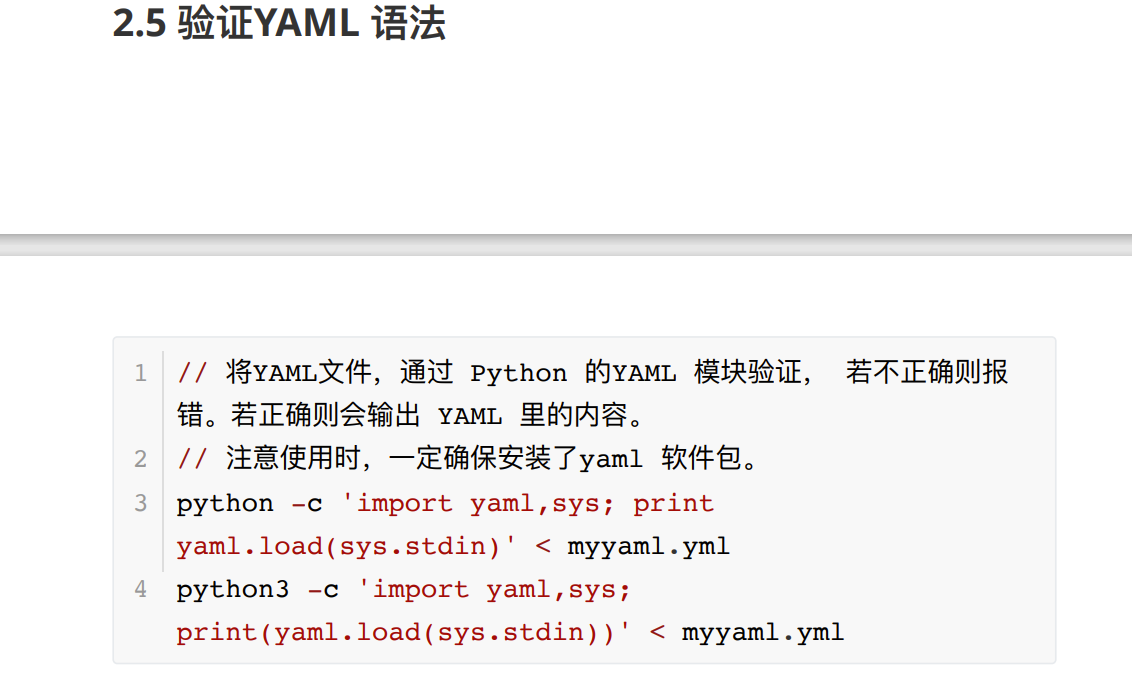 2.5 验证YAML 语法
1 // 将YAML文件，通过 Python 的YAML 模块验证， 若不正确则报
错。若正确则会输出 YAML 里的内容。
2 // 注意使用时，一定确保安装了yaml 软件包。
3 python -c 'import yaml,sys; print
yaml.load(sys.stdin)' < myyaml.yml
4 python3 -c 'import yaml,sys;
print(yaml.load(sys.stdin))' < myyaml.yml